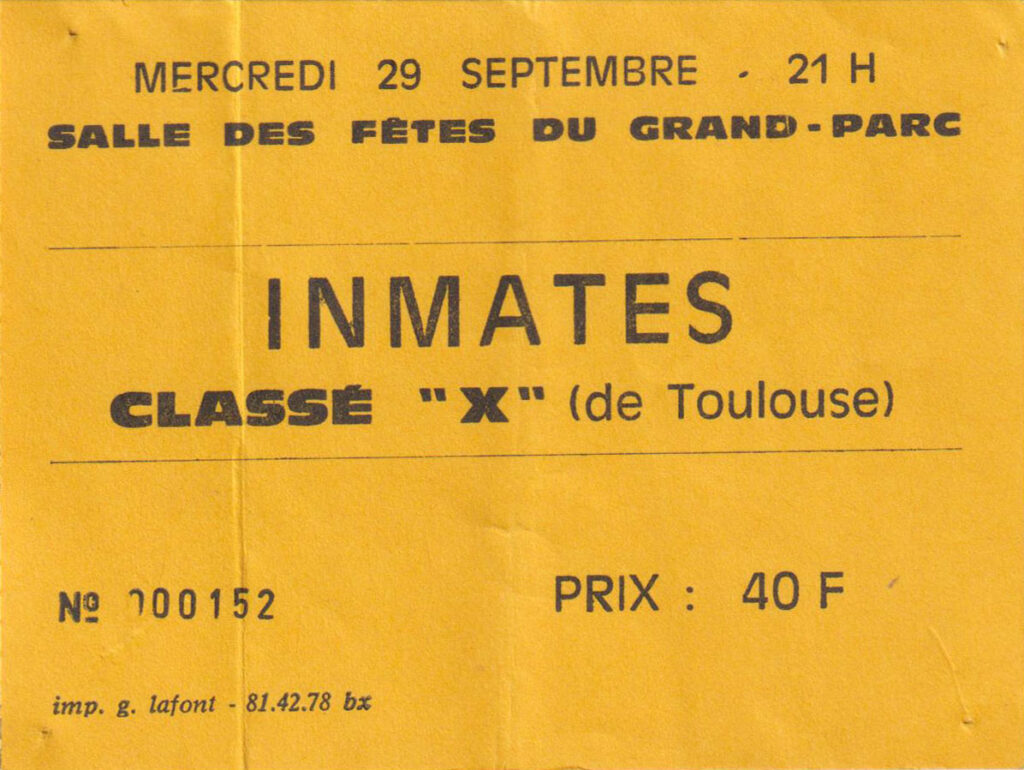 MERCREDI 29 SEPTEMBRE - 21 H
SALLE DES FÊTES DU GRAND-PARC
INMATES
CLASSÉ "X" (de Toulouse)
Nº 000152
PRIX : 40 F
imp. g. lafont - 81.42.78 bx